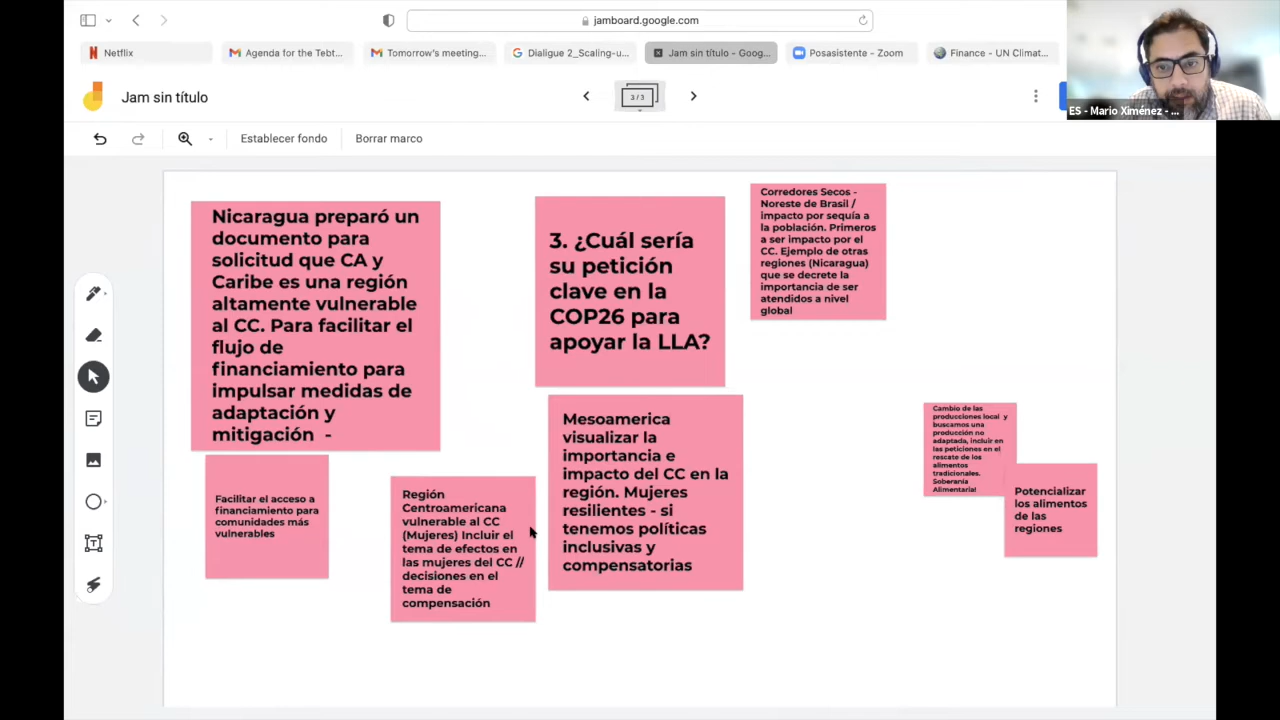 jamboard.google.com
Netflix
Agenda for the Tebt...
Tomorrow's meeting...
Dialigue 2_Scaling-u...
Jam sin título - Goog...
Posasistente - Zoom
Finance - UN Climat...
ES - Mario Ximénez - ...
Jam sin título
3 / 3
Establecer fondo
Borrar marco
Nicaragua preparó un
documento para
solicitud que CA y
Caribe es una región
altamente vulnerable
al CC. Para facilitar el
flujo de
financiamiento para
impulsar medidas de
adaptación y
mitigación -
3. ¿Cuál sería
su petición
clave en la
COP26 para
apoyar la LLA?
Corredores Secos -
Noreste de Brasil /
impacto por sequía a
la población. Primeros
a ser impacto por el
CC. Ejemplo de otras
regiones (Nicaragua)
que se decrete la
importancia de ser
atendidos a nivel
global
Facilitar el acceso a
financiamiento para
comunidades más
vulnerables
Región
Centroamericana
vulnerable al CC
(Mujeres) Incluir el
tema de efectos en
las mujeres del CC //
decisiones en el
tema de
compensación
Mesoamerica
visualizar la
importancia e
impacto del CC en la
región. Mujeres
resilientes - si
tenemos políticas
inclusivas y
compensatorias
Cambio de las
producciones local y
buscamos una
producción no
adaptada, incluir en
las peticiones en el
rescate de los
alimentos
tradicionales.
Soberanía
Alimentaria!
Potencializar
los alimentos
de las
regiones